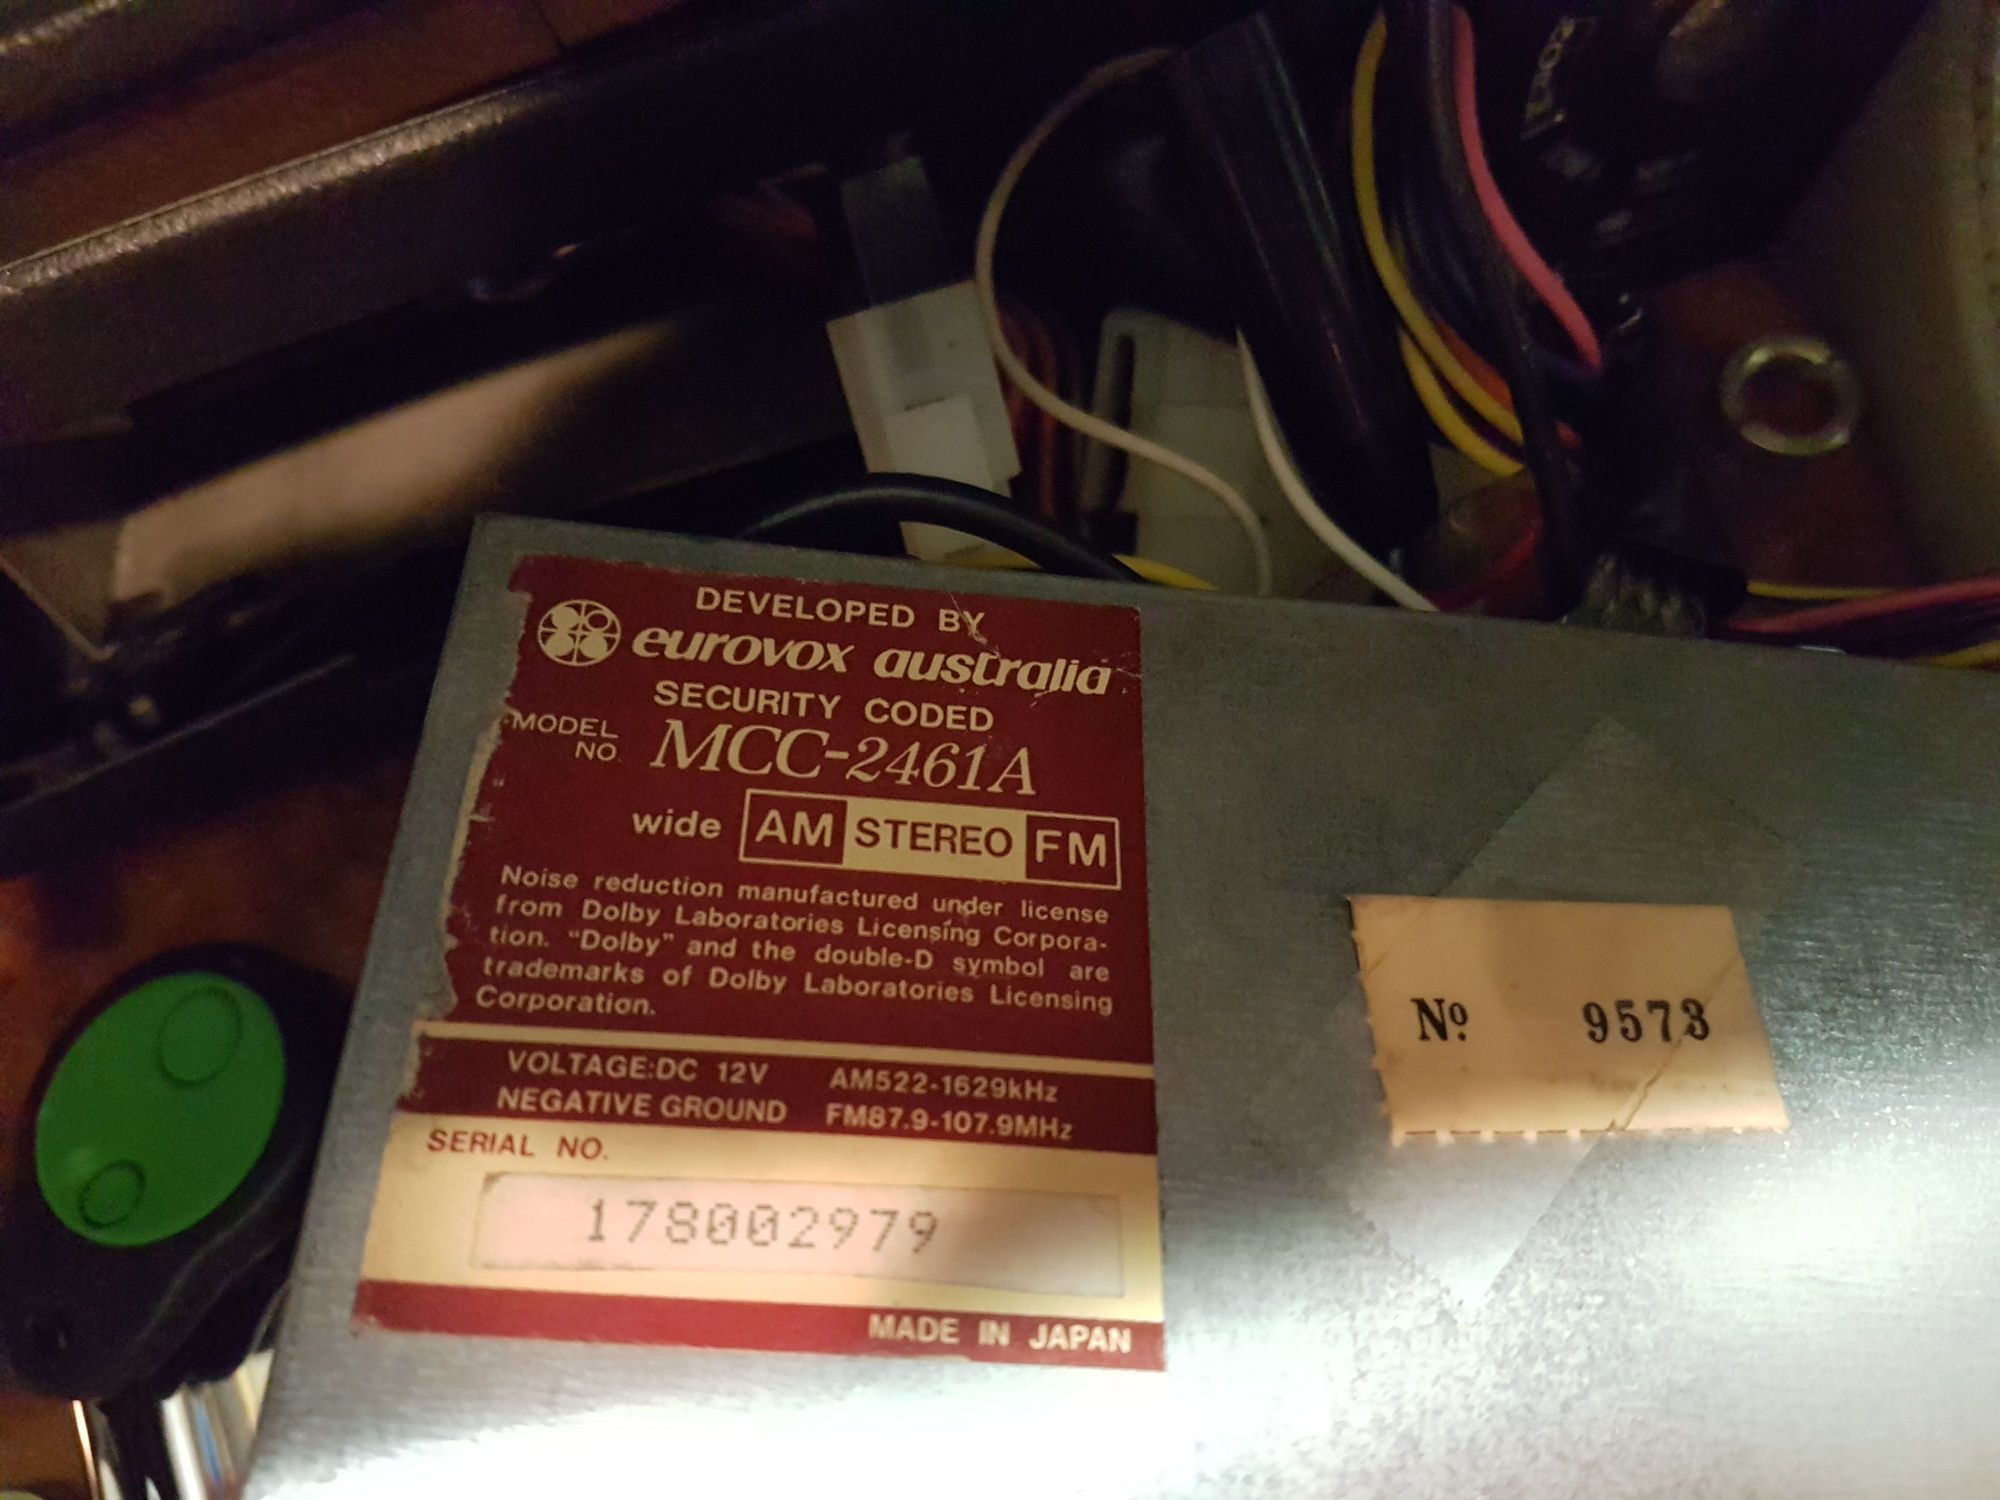 DEVELOPED BY
eurovox australia
SECURITY CODED
MODEL NO. MCC-2461A
wide AM STEREO FM
Noise reduction manufactured under license
from Dolby Laboratories Licensing Corpora-
tion. "Dolby" and the double-D symbol are
trademarks of Dolby Laboratories Licensing
Corporation.
VOLTAGE:DC 12V AM522-1629kHz
NEGATIVE GROUND FM87.9-107.9MHz
SERIAL NO.
178002979
MADE IN JAPAN
Nº 9573